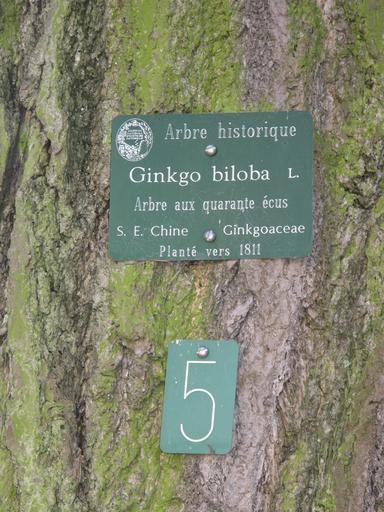 Arbre historique
Ginkgo biloba L.
Arbre aux quarante écus
S. E. Chine Ginkgoaceae
Planté vers 1811
5